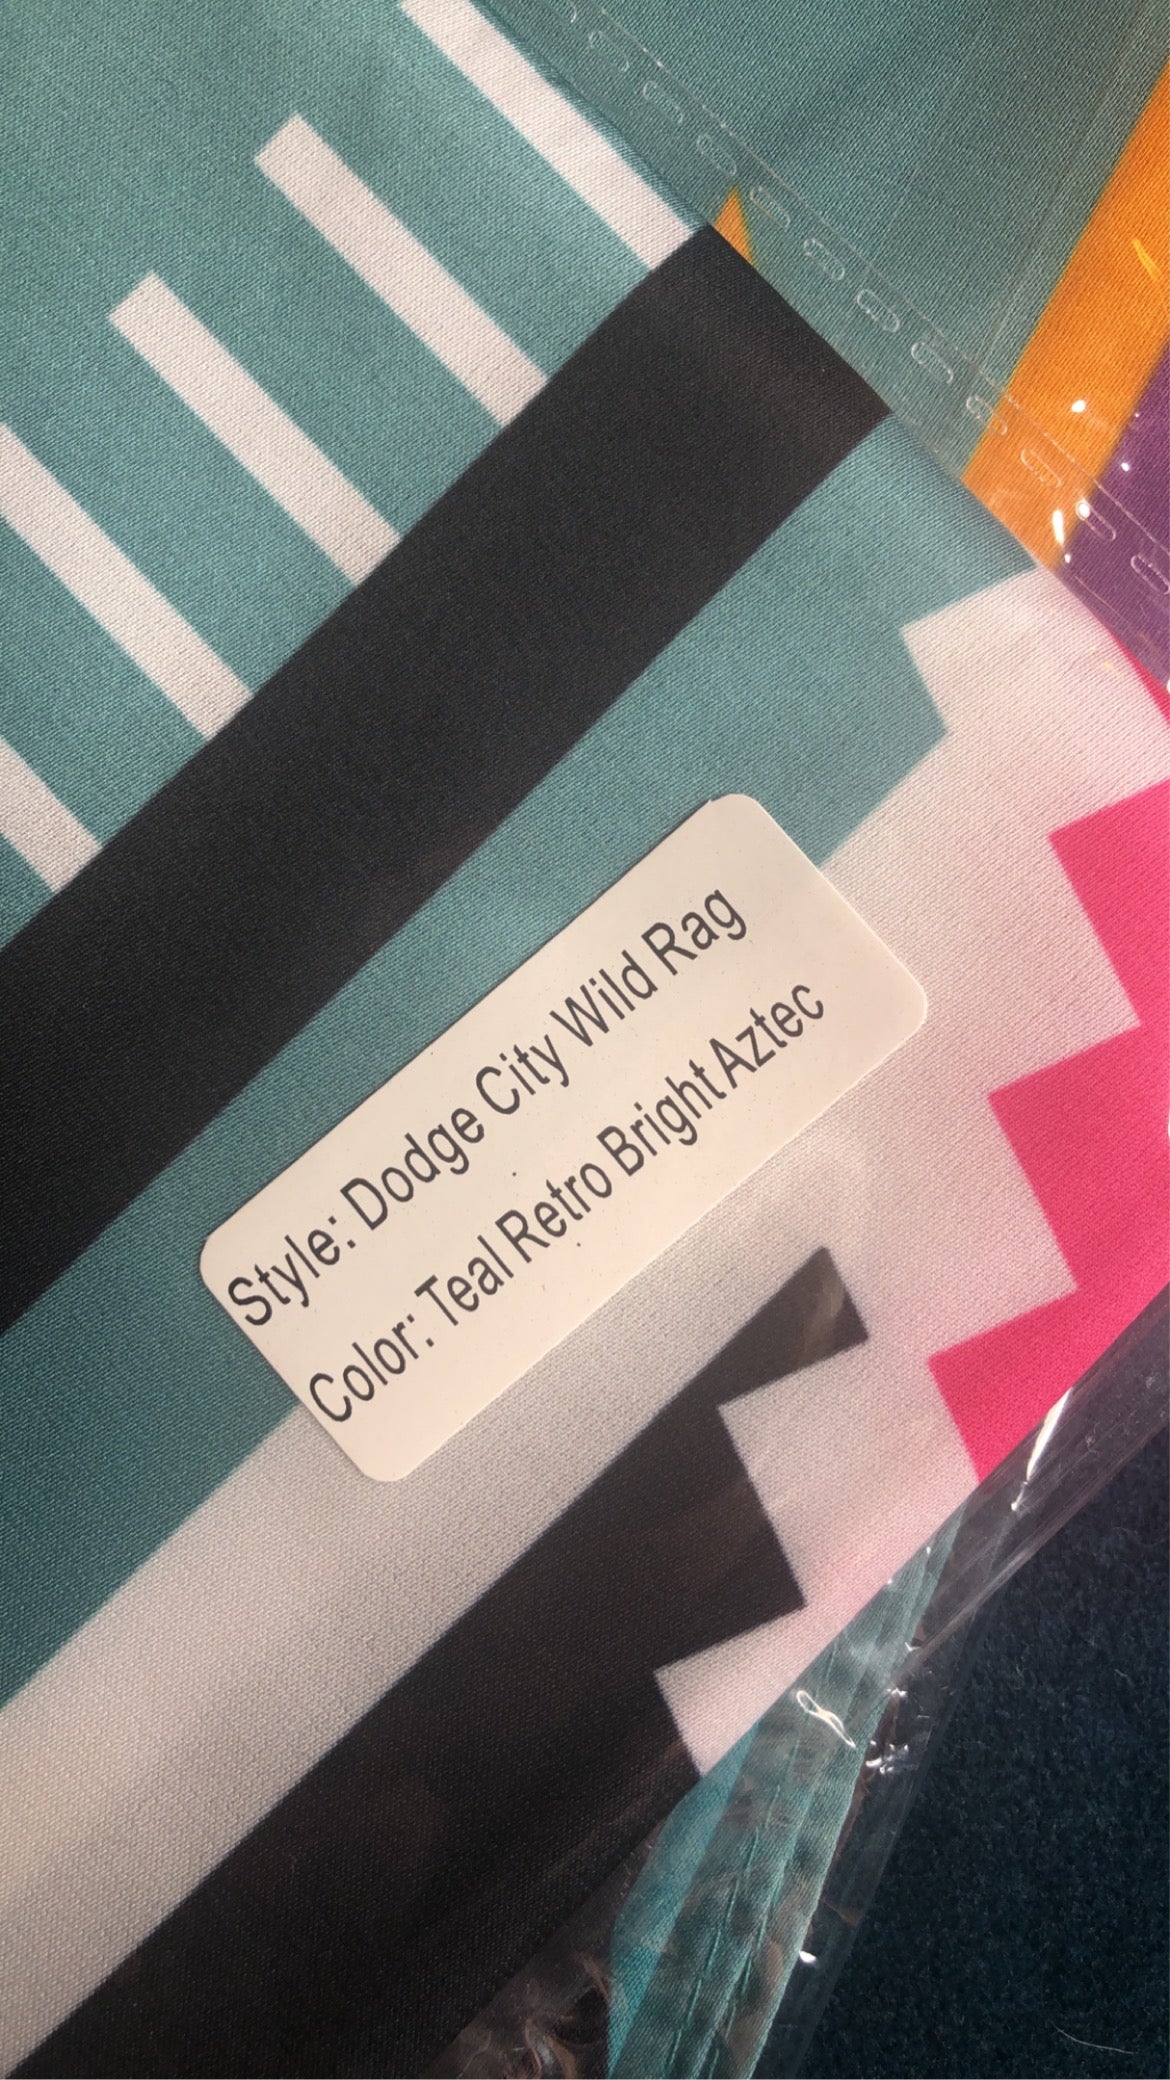 Style: Dodge City Wild Rag
Color: Teal Retro Bright Aztec